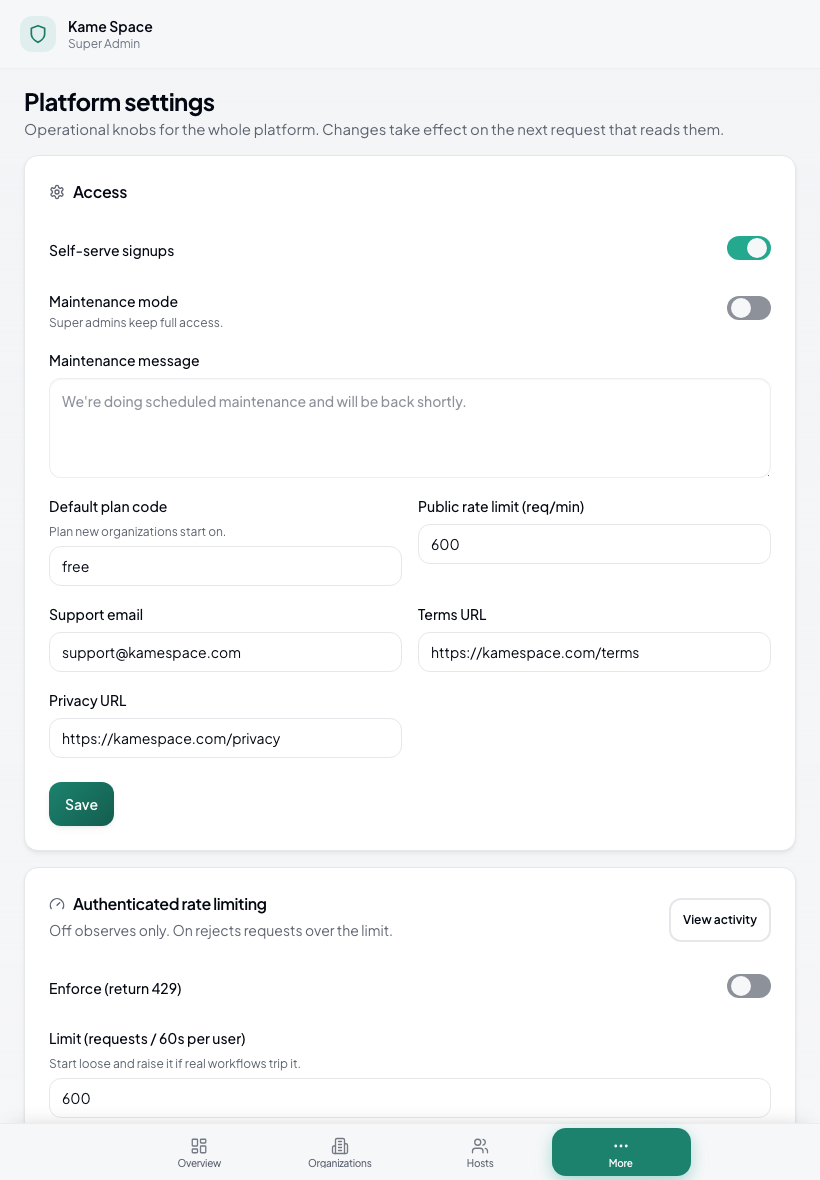 Kame Space
Super Admin
Platform settings
Operational knobs for the whole platform. Changes take effect on the next request that reads them.
Access
Self-serve signups
Maintenance mode
Super admins keep full access.
Maintenance message
We're doing scheduled maintenance and will be back shortly.
Default plan code
Plan new organizations start on.
free
Public rate limit (req/min)
600
Support email
support@kamespace.com
Terms URL
https://kamespace.com/terms
Privacy URL
https://kamespace.com/privacy
Save
Authenticated rate limiting
Off observes only. On rejects requests over the limit.
View activity
Enforce (return 429)
Limit (requests / 60s per user)
Start loose and raise it if real workflows trip it.
600
Overview
Organizations
Hosts
More